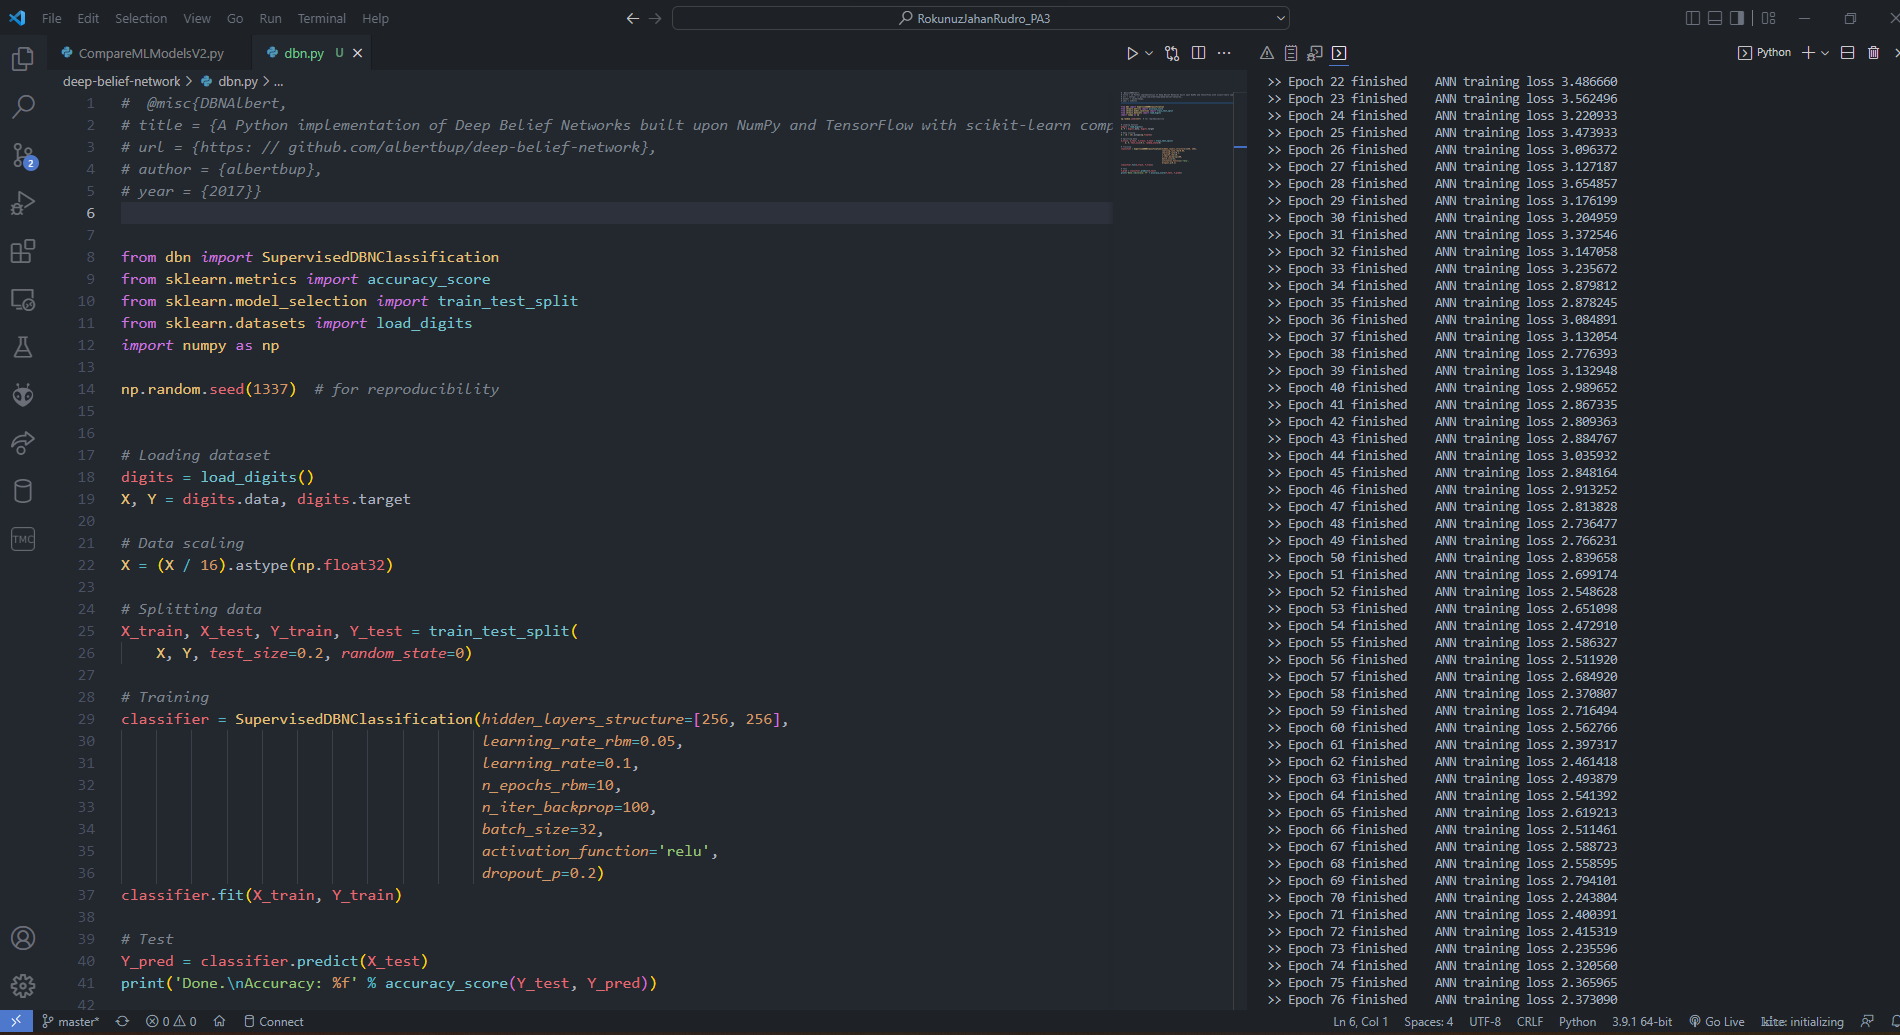 File Edit Selection View Go Run Terminal Help
RokunuzJahanRudro_PA3
CompareMLModelsV2.py
dbn.py U
Python
deep-belief-network > dbn.py > ...
1 #  @misc{DBNAlbert,
2 # title = {A Python implementation of Deep Belief Networks built upon NumPy and TensorFlow with scikit-learn comp
3 # url = {https: // github.com/albertbup/deep-belief-network},
4 # author = {albertbup},
5 # year = {2017}}
6
7
8 from dbn import SupervisedDBNClassification
9 from sklearn.metrics import accuracy_score
10 from sklearn.model_selection import train_test_split
11 from sklearn.datasets import load_digits
12 import numpy as np
13
14 np.random.seed(1337)  # for reproducibility
15
16
17 # Loading dataset
18 digits = load_digits()
19 X, Y = digits.data, digits.target
20
21 # Data scaling
22 X = (X / 16).astype(np.float32)
23
24 # Splitting data
25 X_train, X_test, Y_train, Y_test = train_test_split(
26     X, Y, test_size=0.2, random_state=0)
27
28 # Training
29 classifier = SupervisedDBNClassification(hidden_layers_structure=[256, 256],
30 learning_rate_rbm=0.05,
31 learning_rate=0.1,
32 n_epochs_rbm=10,
33 n_iter_backprop=100,
34 batch_size=32,
35 activation_function='relu',
36 dropout_p=0.2)
37 classifier.fit(X_train, Y_train)
38
39 # Test
40 Y_pred = classifier.predict(X_test)
41 print('Done.\nAccuracy: %f' % accuracy_score(Y_test, Y_pred))
42
>> Epoch 22 finished    ANN training loss 3.486660
>> Epoch 23 finished    ANN training loss 3.562496
>> Epoch 24 finished    ANN training loss 3.220933
>> Epoch 25 finished    ANN training loss 3.473933
>> Epoch 26 finished    ANN training loss 3.096372
>> Epoch 27 finished    ANN training loss 3.127187
>> Epoch 28 finished    ANN training loss 3.654857
>> Epoch 29 finished    ANN training loss 3.176199
>> Epoch 30 finished    ANN training loss 3.204959
>> Epoch 31 finished    ANN training loss 3.372546
>> Epoch 32 finished    ANN training loss 3.147058
>> Epoch 33 finished    ANN training loss 3.235672
>> Epoch 34 finished    ANN training loss 2.879812
>> Epoch 35 finished    ANN training loss 2.878245
>> Epoch 36 finished    ANN training loss 3.084891
>> Epoch 37 finished    ANN training loss 3.132054
>> Epoch 38 finished    ANN training loss 2.776393
>> Epoch 39 finished    ANN training loss 3.132948
>> Epoch 40 finished    ANN training loss 2.989652
>> Epoch 41 finished    ANN training loss 2.867335
>> Epoch 42 finished    ANN training loss 2.809363
>> Epoch 43 finished    ANN training loss 2.884767
>> Epoch 44 finished    ANN training loss 3.035932
>> Epoch 45 finished    ANN training loss 2.848164
>> Epoch 46 finished    ANN training loss 2.913252
>> Epoch 47 finished    ANN training loss 2.813828
>> Epoch 48 finished    ANN training loss 2.736477
>> Epoch 49 finished    ANN training loss 2.766231
>> Epoch 50 finished    ANN training loss 2.839658
>> Epoch 51 finished    ANN training loss 2.699174
>> Epoch 52 finished    ANN training loss 2.548628
>> Epoch 53 finished    ANN training loss 2.651098
>> Epoch 54 finished    ANN training loss 2.472910
>> Epoch 55 finished    ANN training loss 2.586327
>> Epoch 56 finished    ANN training loss 2.511920
>> Epoch 57 finished    ANN training loss 2.684920
>> Epoch 58 finished    ANN training loss 2.370807
>> Epoch 59 finished    ANN training loss 2.716494
>> Epoch 60 finished    ANN training loss 2.562766
>> Epoch 61 finished    ANN training loss 2.397317
>> Epoch 62 finished    ANN training loss 2.461418
>> Epoch 63 finished    ANN training loss 2.493879
>> Epoch 64 finished    ANN training loss 2.541392
>> Epoch 65 finished    ANN training loss 2.619213
>> Epoch 66 finished    ANN training loss 2.511461
>> Epoch 67 finished    ANN training loss 2.588723
>> Epoch 68 finished    ANN training loss 2.558595
>> Epoch 69 finished    ANN training loss 2.794101
>> Epoch 70 finished    ANN training loss 2.243804
>> Epoch 71 finished    ANN training loss 2.400391
>> Epoch 72 finished    ANN training loss 2.415319
>> Epoch 73 finished    ANN training loss 2.235596
>> Epoch 74 finished    ANN training loss 2.320560
>> Epoch 75 finished    ANN training loss 2.365965
>> Epoch 76 finished    ANN training loss 2.373090
2
TMC
master* 0 0 Connect
Ln 6, Col 1 Spaces: 4 UTF-8 CRLF Python 3.9.1 64-bit Go Live kite: initializing